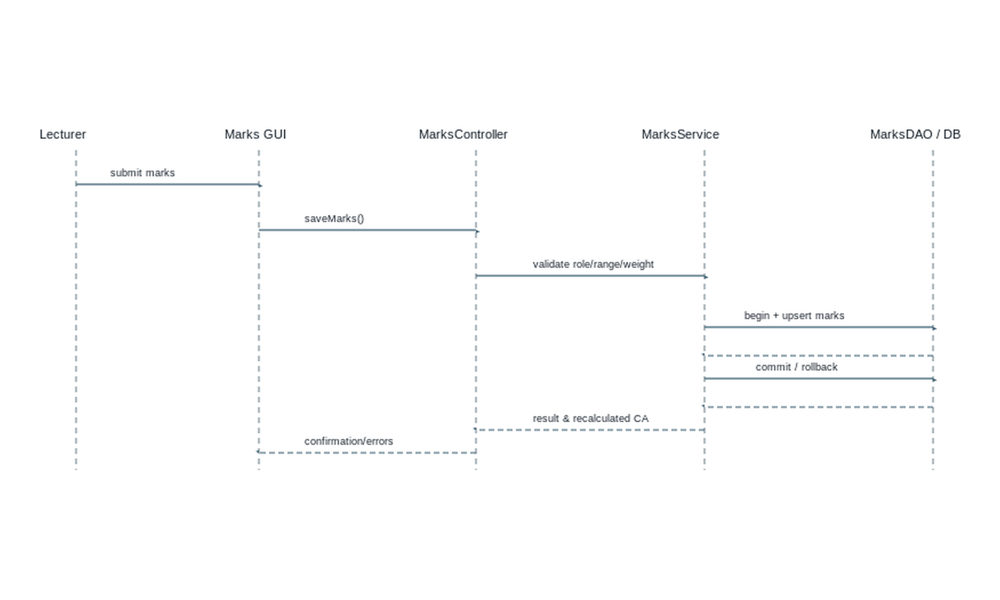 Lecturer
Marks GUI
MarksController
MarksService
MarksDAO / DB
submit marks
saveMarks()
validate role/range/weight
begin + upsert marks
commit / rollback
result & recalculated CA
confirmation/errors